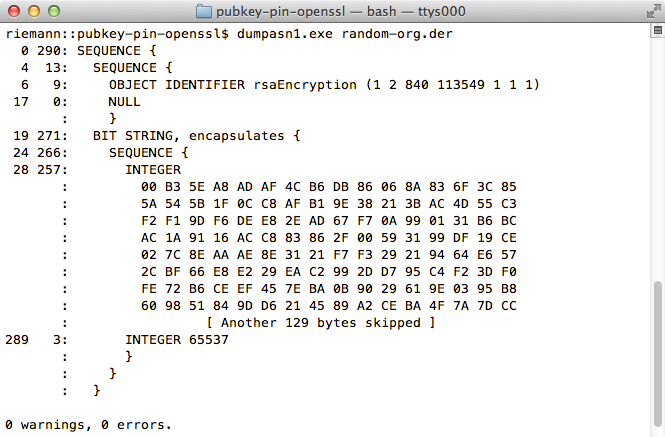 pubkey-pin-openssl — bash — ttys000
riemann::pubkey-pin-openssl$ dumpasn1.exe random-org.der
0 290: SEQUENCE {
4 13: SEQUENCE {
6 9: OBJECT IDENTIFIER rsaEncryption (1 2 840 113549 1 1 1)
17 0: NULL
: }
19 271: BIT STRING, encapsulates {
24 266: SEQUENCE {
28 257: INTEGER
: 00 B3 5E A8 AD AF 4C B6 DB 86 06 8A 83 6F 3C 85
: 5A 54 5B 1F 0C C8 AF B1 9E 38 21 3B AC 4D 55 C3
: F2 F1 9D F6 DE E8 2E AD 67 F7 0A 99 01 31 B6 BC
: AC 1A 91 16 AC C8 83 86 2F 00 59 31 99 DF 19 CE
: 02 7C 8E AA AE 8E 31 21 F7 F3 29 21 94 64 E6 57
: 2C BF 66 E8 E2 29 EA C2 99 2D D7 95 C4 F2 3D F0
: FE 72 B6 CE EF 45 7E BA 0B 90 29 61 9E 03 95 B8
: 60 98 51 84 9D D6 21 45 89 A2 CE BA 4F 7A 7D CC
: [ Another 129 bytes skipped ]
289 3: INTEGER 65537
: }
: }
: }
0 warnings, 0 errors.